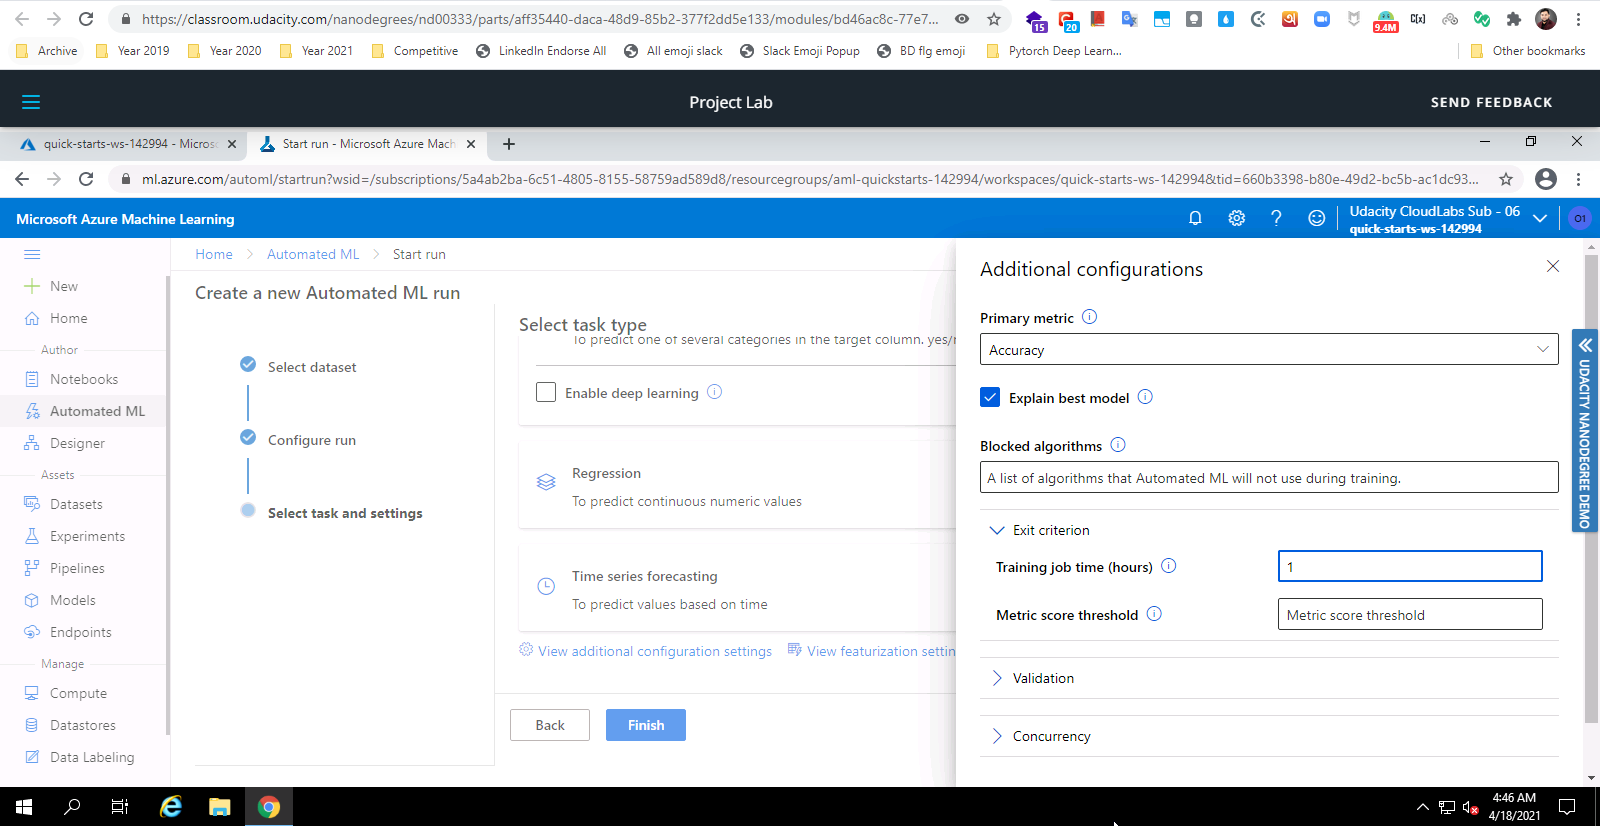 https://classroom.udacity.com/nanodegrees/nd00333/parts/aff35440-daca-48d9-85b2-377f2dd5e133/modules/bd46ac8c-77e7...
15
20
9.4M
Archive
Year 2019
Year 2020
Year 2021
Competitive
LinkedIn Endorse All
All emoji slack
Slack Emoji Popup
BD flg emoji
Pytorch Deep Learn...
Other bookmarks
Project Lab
SEND FEEDBACK
quick-starts-ws-142994 - Micros
Start run - Microsoft Azure Mach
ml.azure.com/automl/startrun?wsid=/subscriptions/5a4ab2ba-6c51-4805-8155-58759ad589d8/resourcegroups/aml-quickstarts-142994/workspaces/quick-starts-ws-142994&tid=660b3398-b80e-49d2-bc5b-ac1dc93...
Microsoft Azure Machine Learning
Udacity CloudLabs Sub - 06
quick-starts-ws-142994
O1
New
Home
Author
Notebooks
Automated ML
Designer
Assets
Datasets
Experiments
Pipelines
Models
Endpoints
Manage
Compute
Datastores
Data Labeling
Home > Automated ML > Start run
Create a new Automated ML run
Select dataset
Configure run
Select task and settings
Select task type
To predict one of several categories in the target column. yes/
Enable deep learning
Regression
To predict continuous numeric values
Time series forecasting
To predict values based on time
View additional configuration settings
View featurization settin
Back
Finish
Additional configurations
Primary metric
Accuracy
Explain best model
Blocked algorithms
A list of algorithms that Automated ML will not use during training.
Exit criterion
Training job time (hours)
1
Metric score threshold
Metric score threshold
Validation
Concurrency
UDACITY NANODEGREE DEMO
4:46 AM
4/18/2021